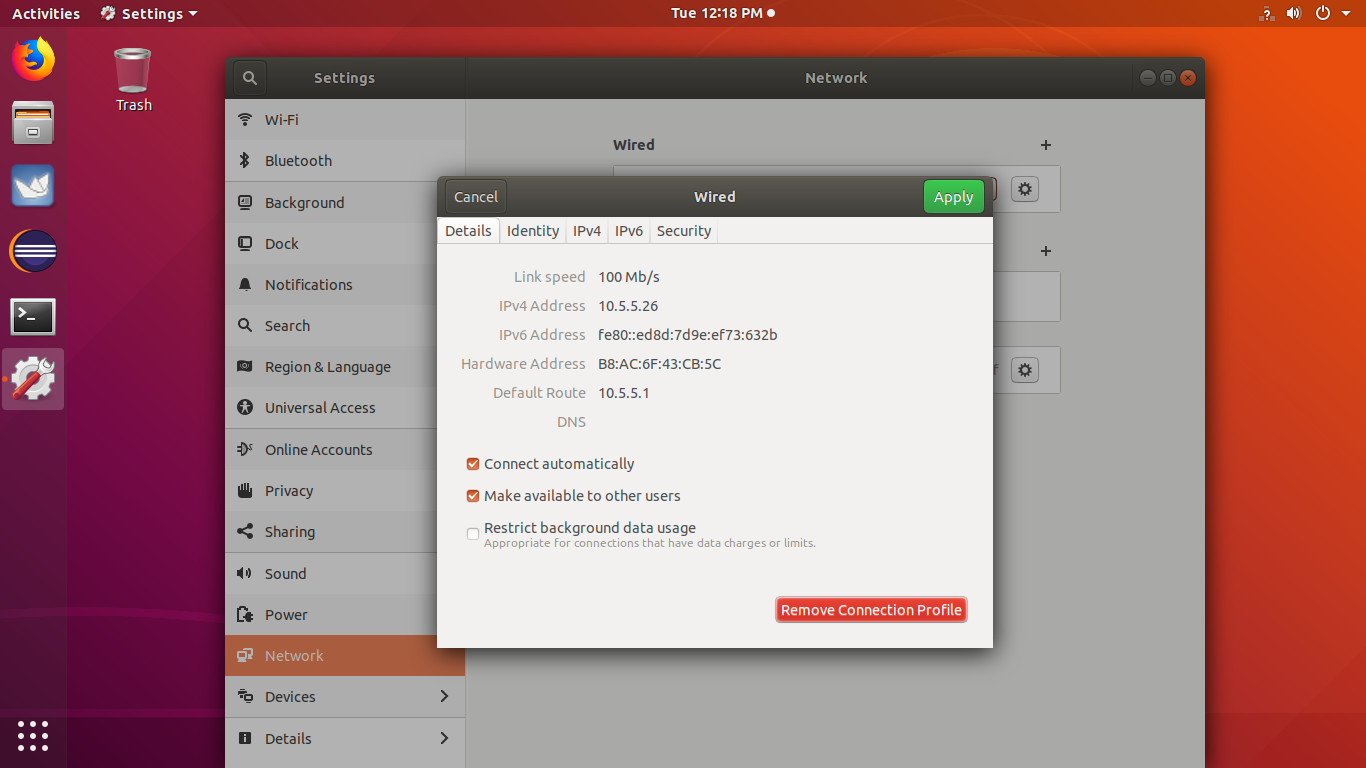 Activities Settings Tue 12:18 PM ?
Trash
Settings Network
Wi-Fi
Bluetooth
Background
Dock
Notifications
Search
Region & Language
Universal Access
Online Accounts
Privacy
Sharing
Sound
Power
Network
Devices
Details
Wired +
+
f
Cancel Wired Apply
Details Identity IPv4 IPv6 Security
Link speed 100 Mb/s
IPv4 Address 10.5.5.26
IPv6 Address fe80::ed8d:7d9e:ef73:632b
Hardware Address B8:AC:6F:43:CB:5C
Default Route 10.5.5.1
DNS
Connect automatically
Make available to other users
Restrict background data usage
Appropriate for connections that have data charges or limits.
Remove Connection Profile